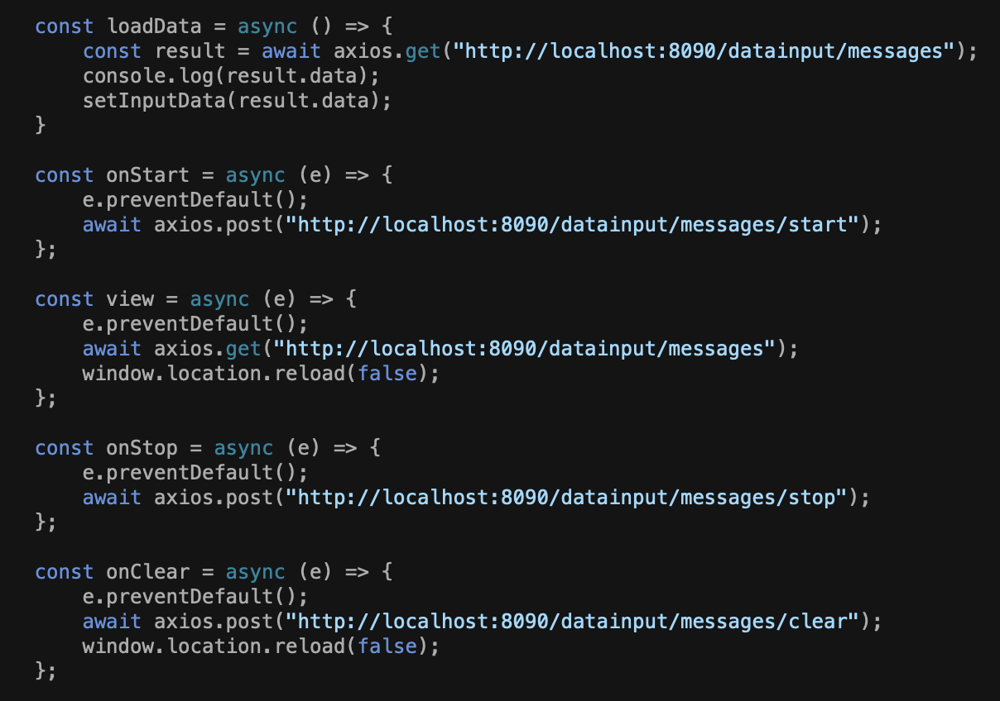 const loadData = async () => {
    const result = await axios.get("http://localhost:8090/datainput/messages");
    console.log(result.data);
    setInputData(result.data);
}

const onStart = async (e) => {
    e.preventDefault();
    await axios.post("http://localhost:8090/datainput/messages/start");
};

const view = async (e) => {
    e.preventDefault();
    await axios.get("http://localhost:8090/datainput/messages");
    window.location.reload(false);
};

const onStop = async (e) => {
    e.preventDefault();
    await axios.post("http://localhost:8090/datainput/messages/stop");
};

const onClear = async (e) => {
    e.preventDefault();
    await axios.post("http://localhost:8090/datainput/messages/clear");
    window.location.reload(false);
};